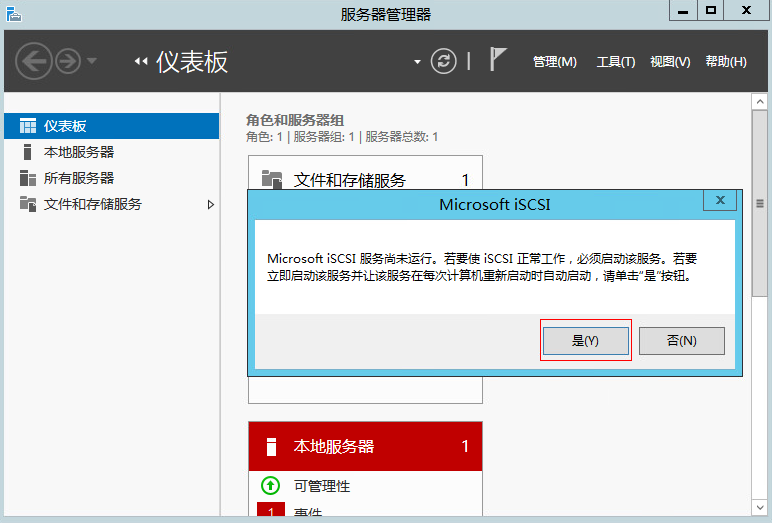 服务器管理器
仪表板
管理(M) 工具(T) 视图(V) 帮助(H)
仪表板
本地服务器
所有服务器
文件和存储服务
角色和服务器组
角色: 1 | 服务器组: 1 | 服务器总数: 1
文件和存储服务 1
Microsoft iSCSI
Microsoft iSCSI 服务尚未运行。若要使 iSCSI 正常工作，必须启动该服务。若要
立即启动该服务并让该服务在每次计算机重新启动时自动启动，请单击“是”按钮。
是(Y) 否(N)
本地服务器 1
可管理性
1 事件